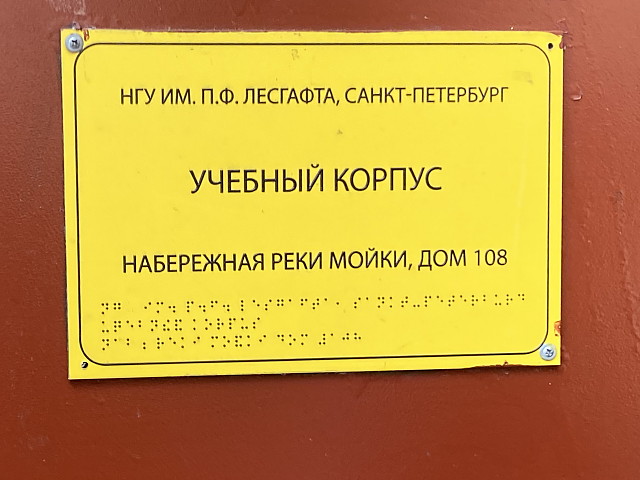 НГУ ИМ. П.Ф. ЛЕСГАФТА, САНКТ-ПЕТЕРБУРГ
УЧЕБНЫЙ КОРПУС
НАБЕРЕЖНАЯ РЕКИ МОЙКИ, ДОМ 108